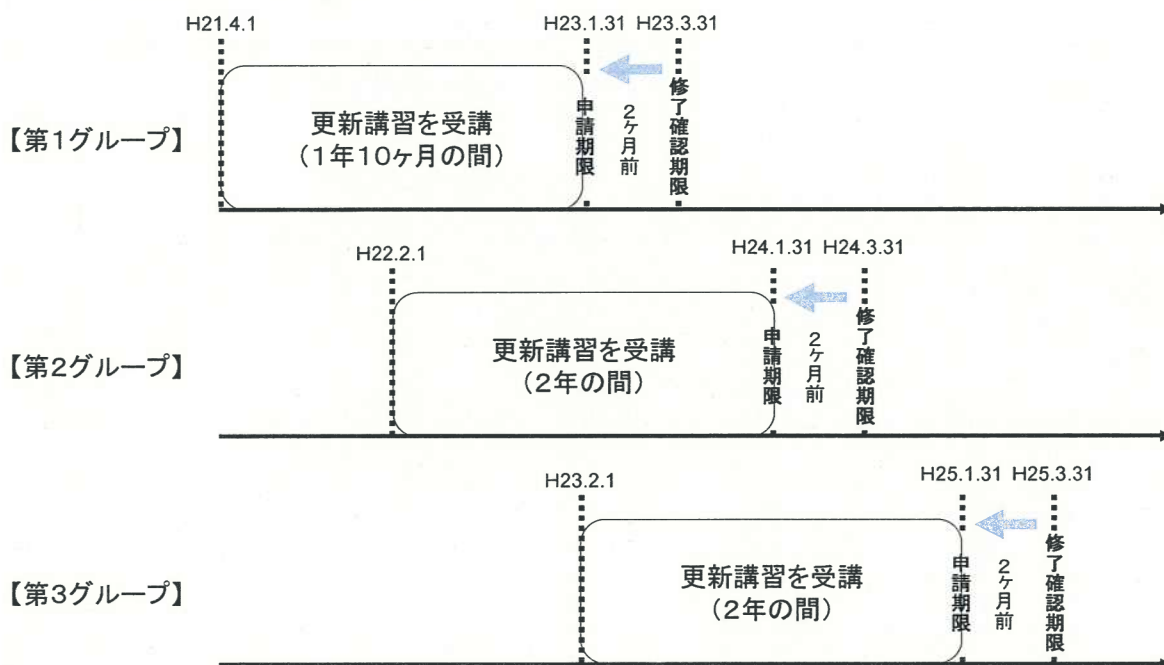 H21.4.1
H23.1.31
H23.3.31
【第1グループ】
更新講習を受講
(1年10ヶ月の間)
申請期限
2ヶ月前
修了確認期限
H22.2.1
H24.1.31
H24.3.31
【第2グループ】
更新講習を受講
(2年の間)
申請期限
2ヶ月前
修了確認期限
H23.2.1
H25.1.31
H25.3.31
【第3グループ】
更新講習を受講
(2年の間)
申請期限
2ヶ月前
修了確認期限